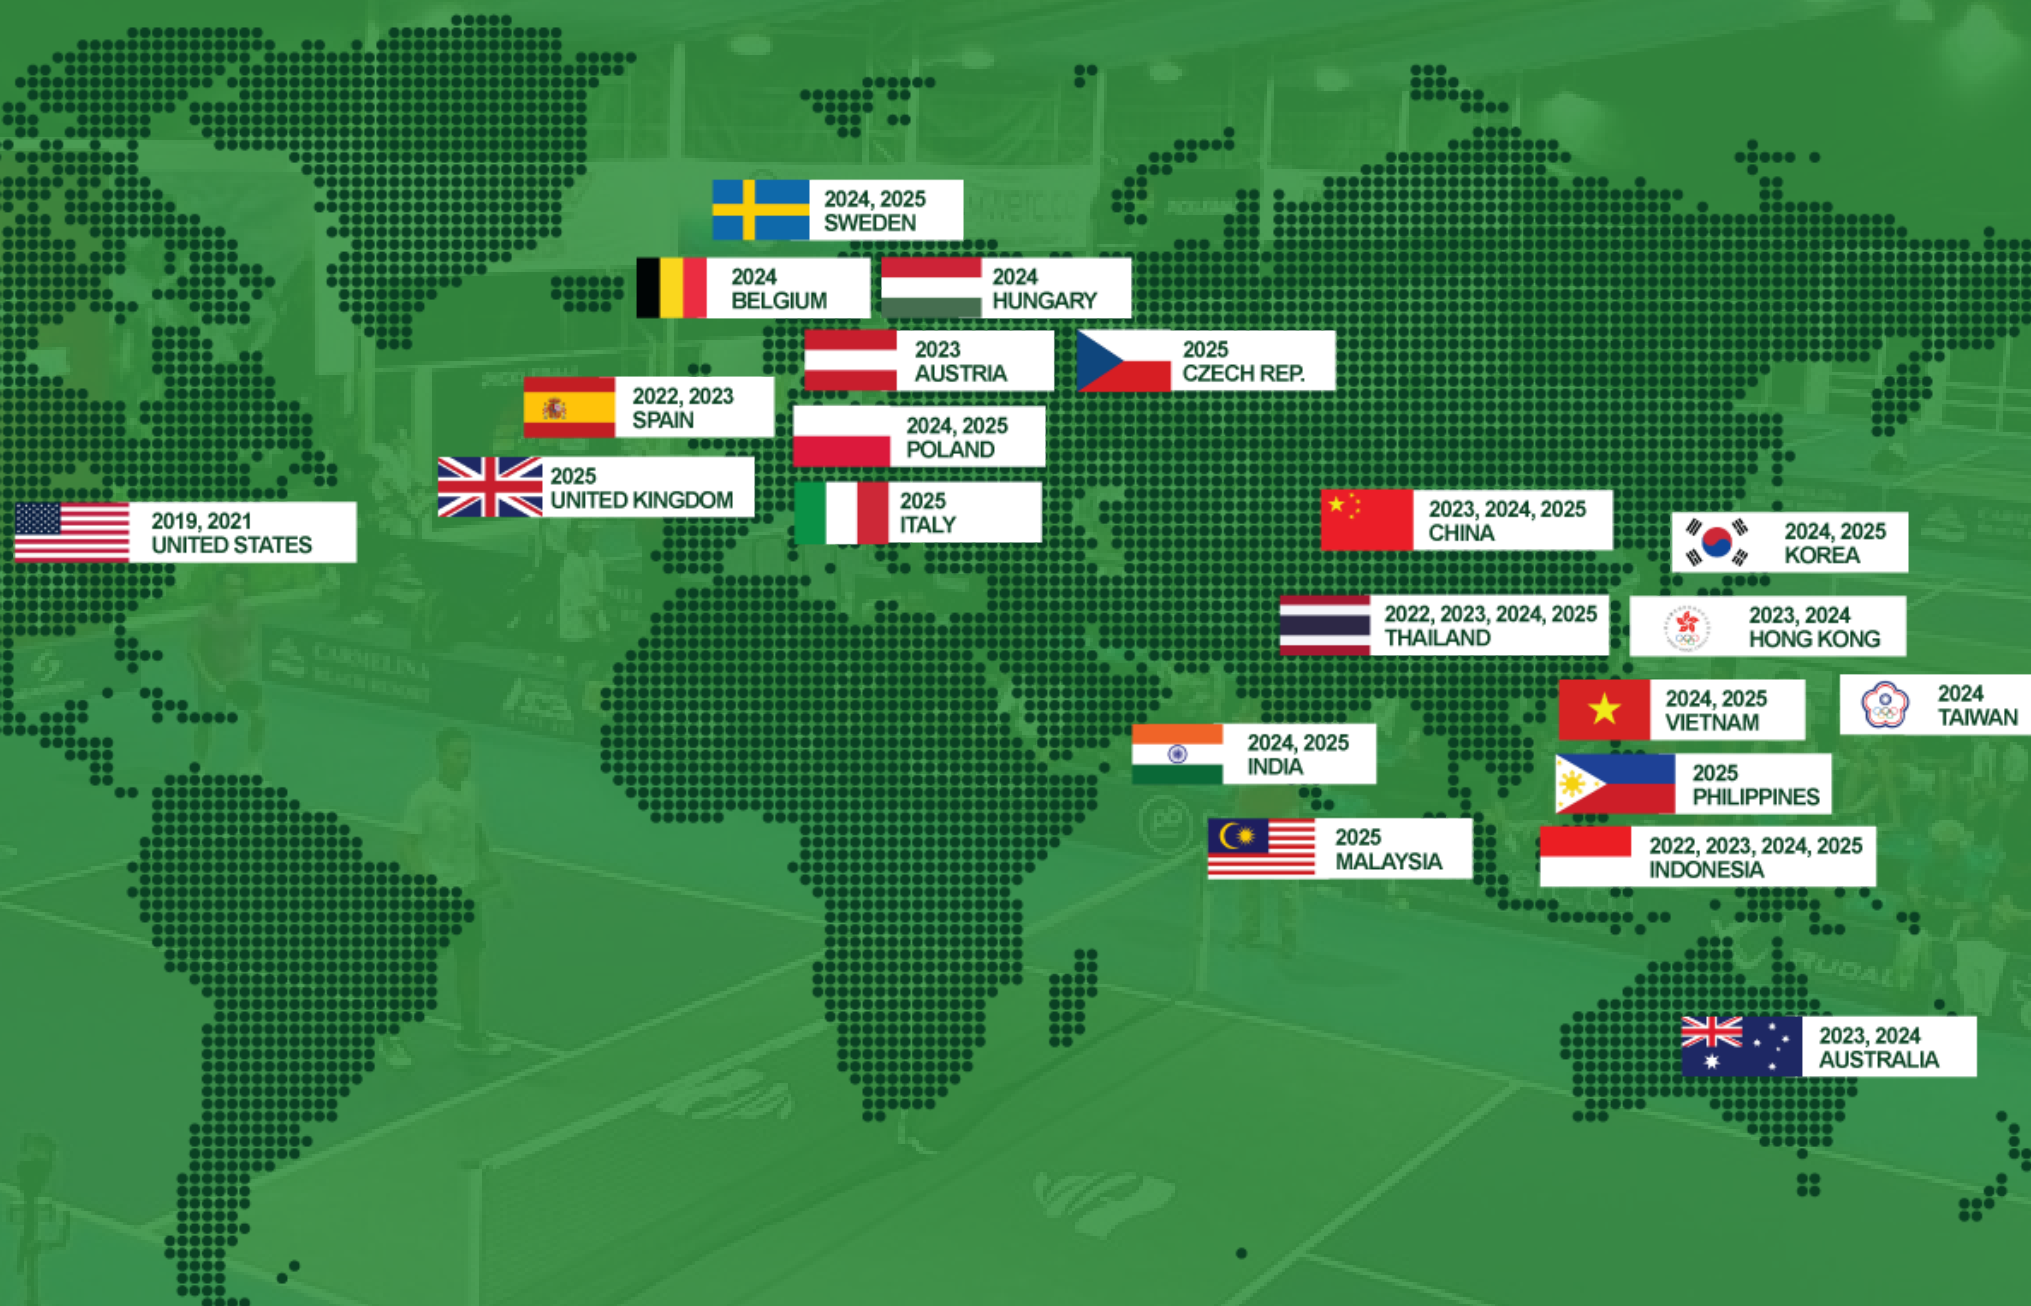 2024, 2025
SWEDEN
2024
BELGIUM
2024
HUNGARY
2023
AUSTRIA
2025
CZECH REP.
2022, 2023
SPAIN
2024, 2025
POLAND
2025
UNITED KINGDOM
2025
ITALY
2019, 2021
UNITED STATES
2023, 2024, 2025
CHINA
2024, 2025
KOREA
2022, 2023, 2024, 2025
THAILAND
2023, 2024
HONG KONG
2024, 2025
VIETNAM
2024
TAIWAN
2024, 2025
INDIA
2025
PHILIPPINES
2025
MALAYSIA
2022, 2023, 2024, 2025
INDONESIA
2023, 2024
AUSTRALIA
CARMELINA
BEACH RESORT